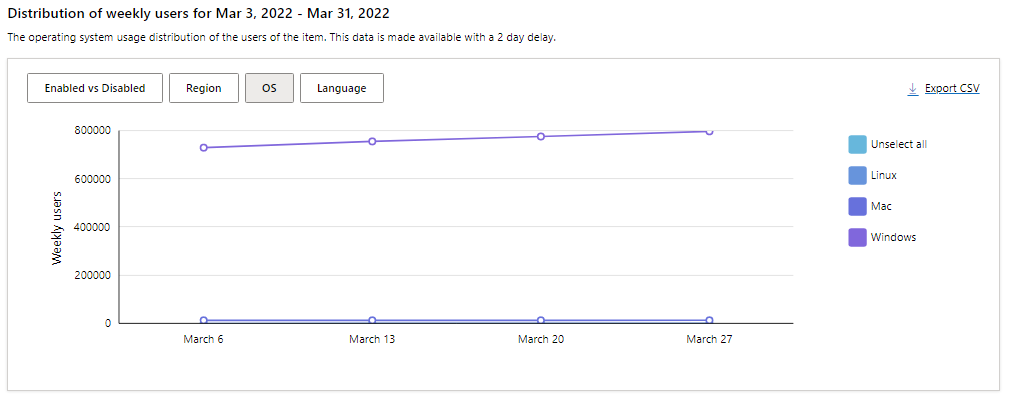 Distribution of weekly users for Mar 3, 2022 - Mar 31, 2022
The operating system usage distribution of the users of the item. This data is made available with a 2 day delay.
Enabled vs Disabled
Region
OS
Language
Export CSV
800000
600000
400000
200000
0
Weekly users
March 6
March 13
March 20
March 27
Unselect all
Linux
Mac
Windows